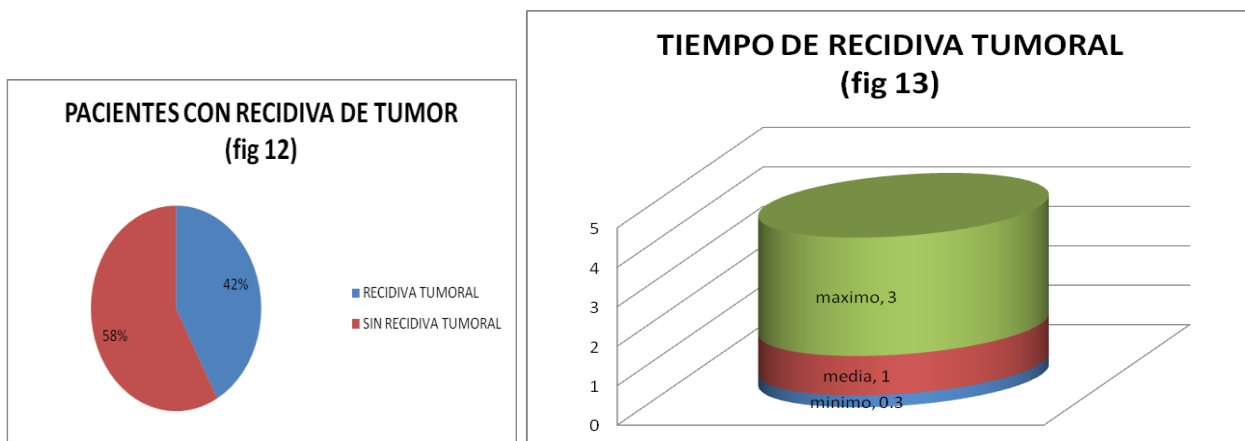 PACIENTES CON RECIDIVA DE TUMOR
(fig 12)
42%
58%
RECIDIVA TUMORAL
SIN RECIDIVA TUMORAL
TIEMPO DE RECIDIVA TUMORAL
(fig 13)
5
4
3
2
1
0
maximo, 3
media, 1
minimo, 0.3